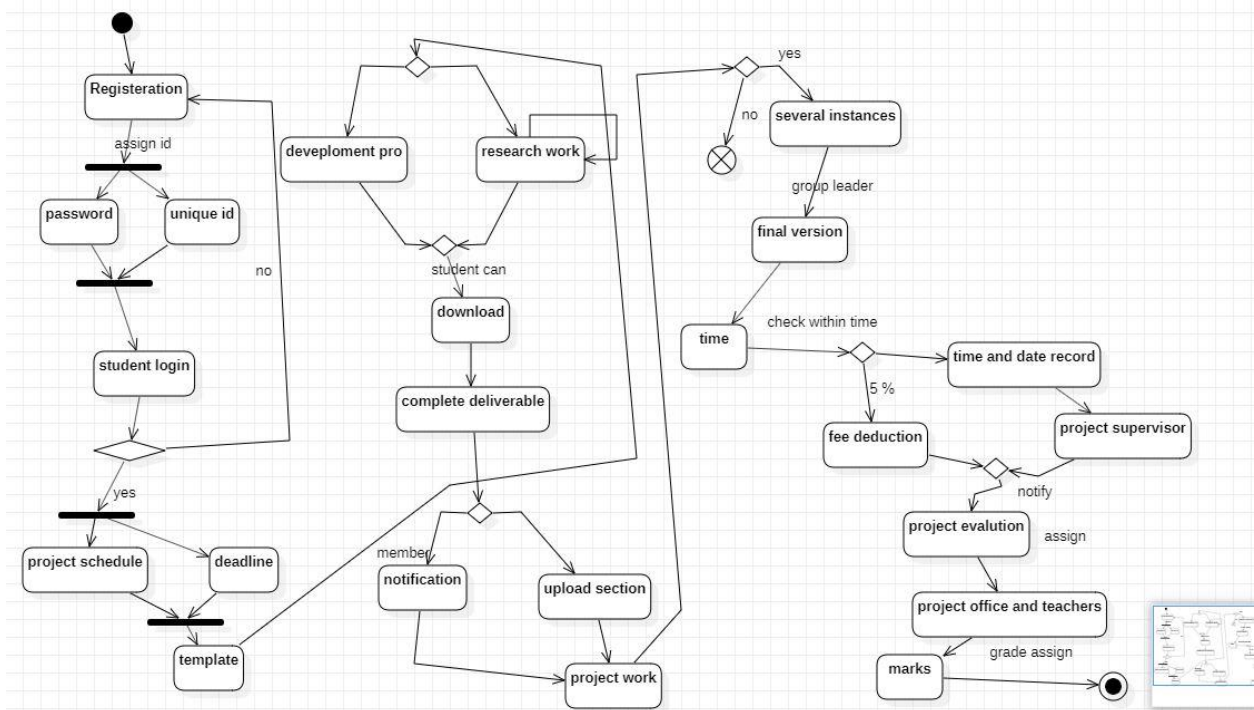 Registeration
assign id
password
unique id
no
student login
yes
project schedule
deadline
template
deveploment pro
research work
student can
download
complete deliverable
member
notification
upload section
project work
yes
no
several instances
group leader
final version
time
check within time
time and date record
5 %
fee deduction
project supervisor
notify
project evalution
assign
project office and teachers
grade assign
marks